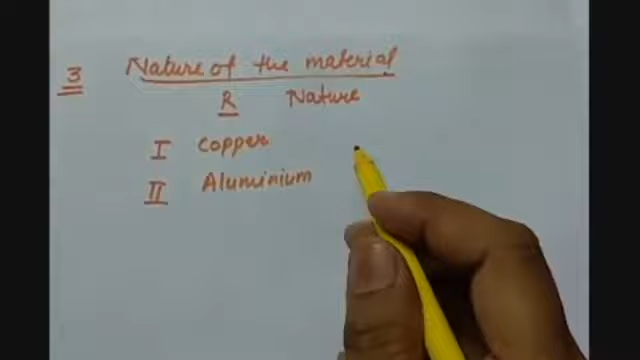 3 Nature of the material
R Nature
I Copper
II Aluminium